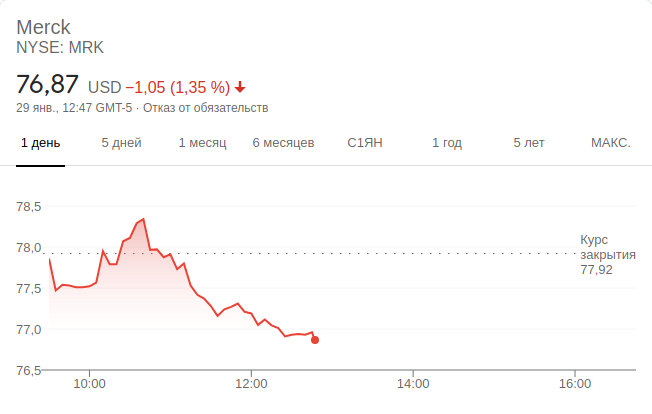 Merck
NYSE: MRK
76,87 USD −1,05 (1,35 %)
29 янв., 12:47 GMT-5 · Отказ от обязательств
1 день 5 дней 1 месяц 6 месяцев С1ЯН 1 год 5 лет МАКС.
78,5
78,0
77,5
77,0
76,5
Курс
закрытия
77,92
10:00 12:00 14:00 16:00